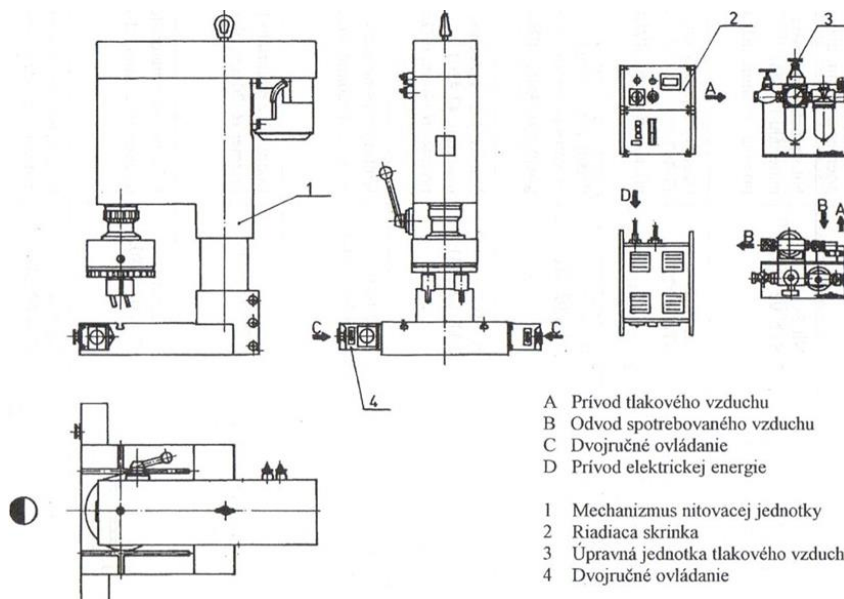 2
3
A
1
D
B
A
B
C
C
4
A Prívod tlakového vzduchu
B Odvod spotrebovaného vzduchu
C Dvojručné ovládanie
D Prívod elektrickej energie
1 Mechanizmus nitovacej jednotky
2 Riadiaca skrinka
3 Úpravná jednotka tlakového vzduch
4 Dvojručné ovládanie